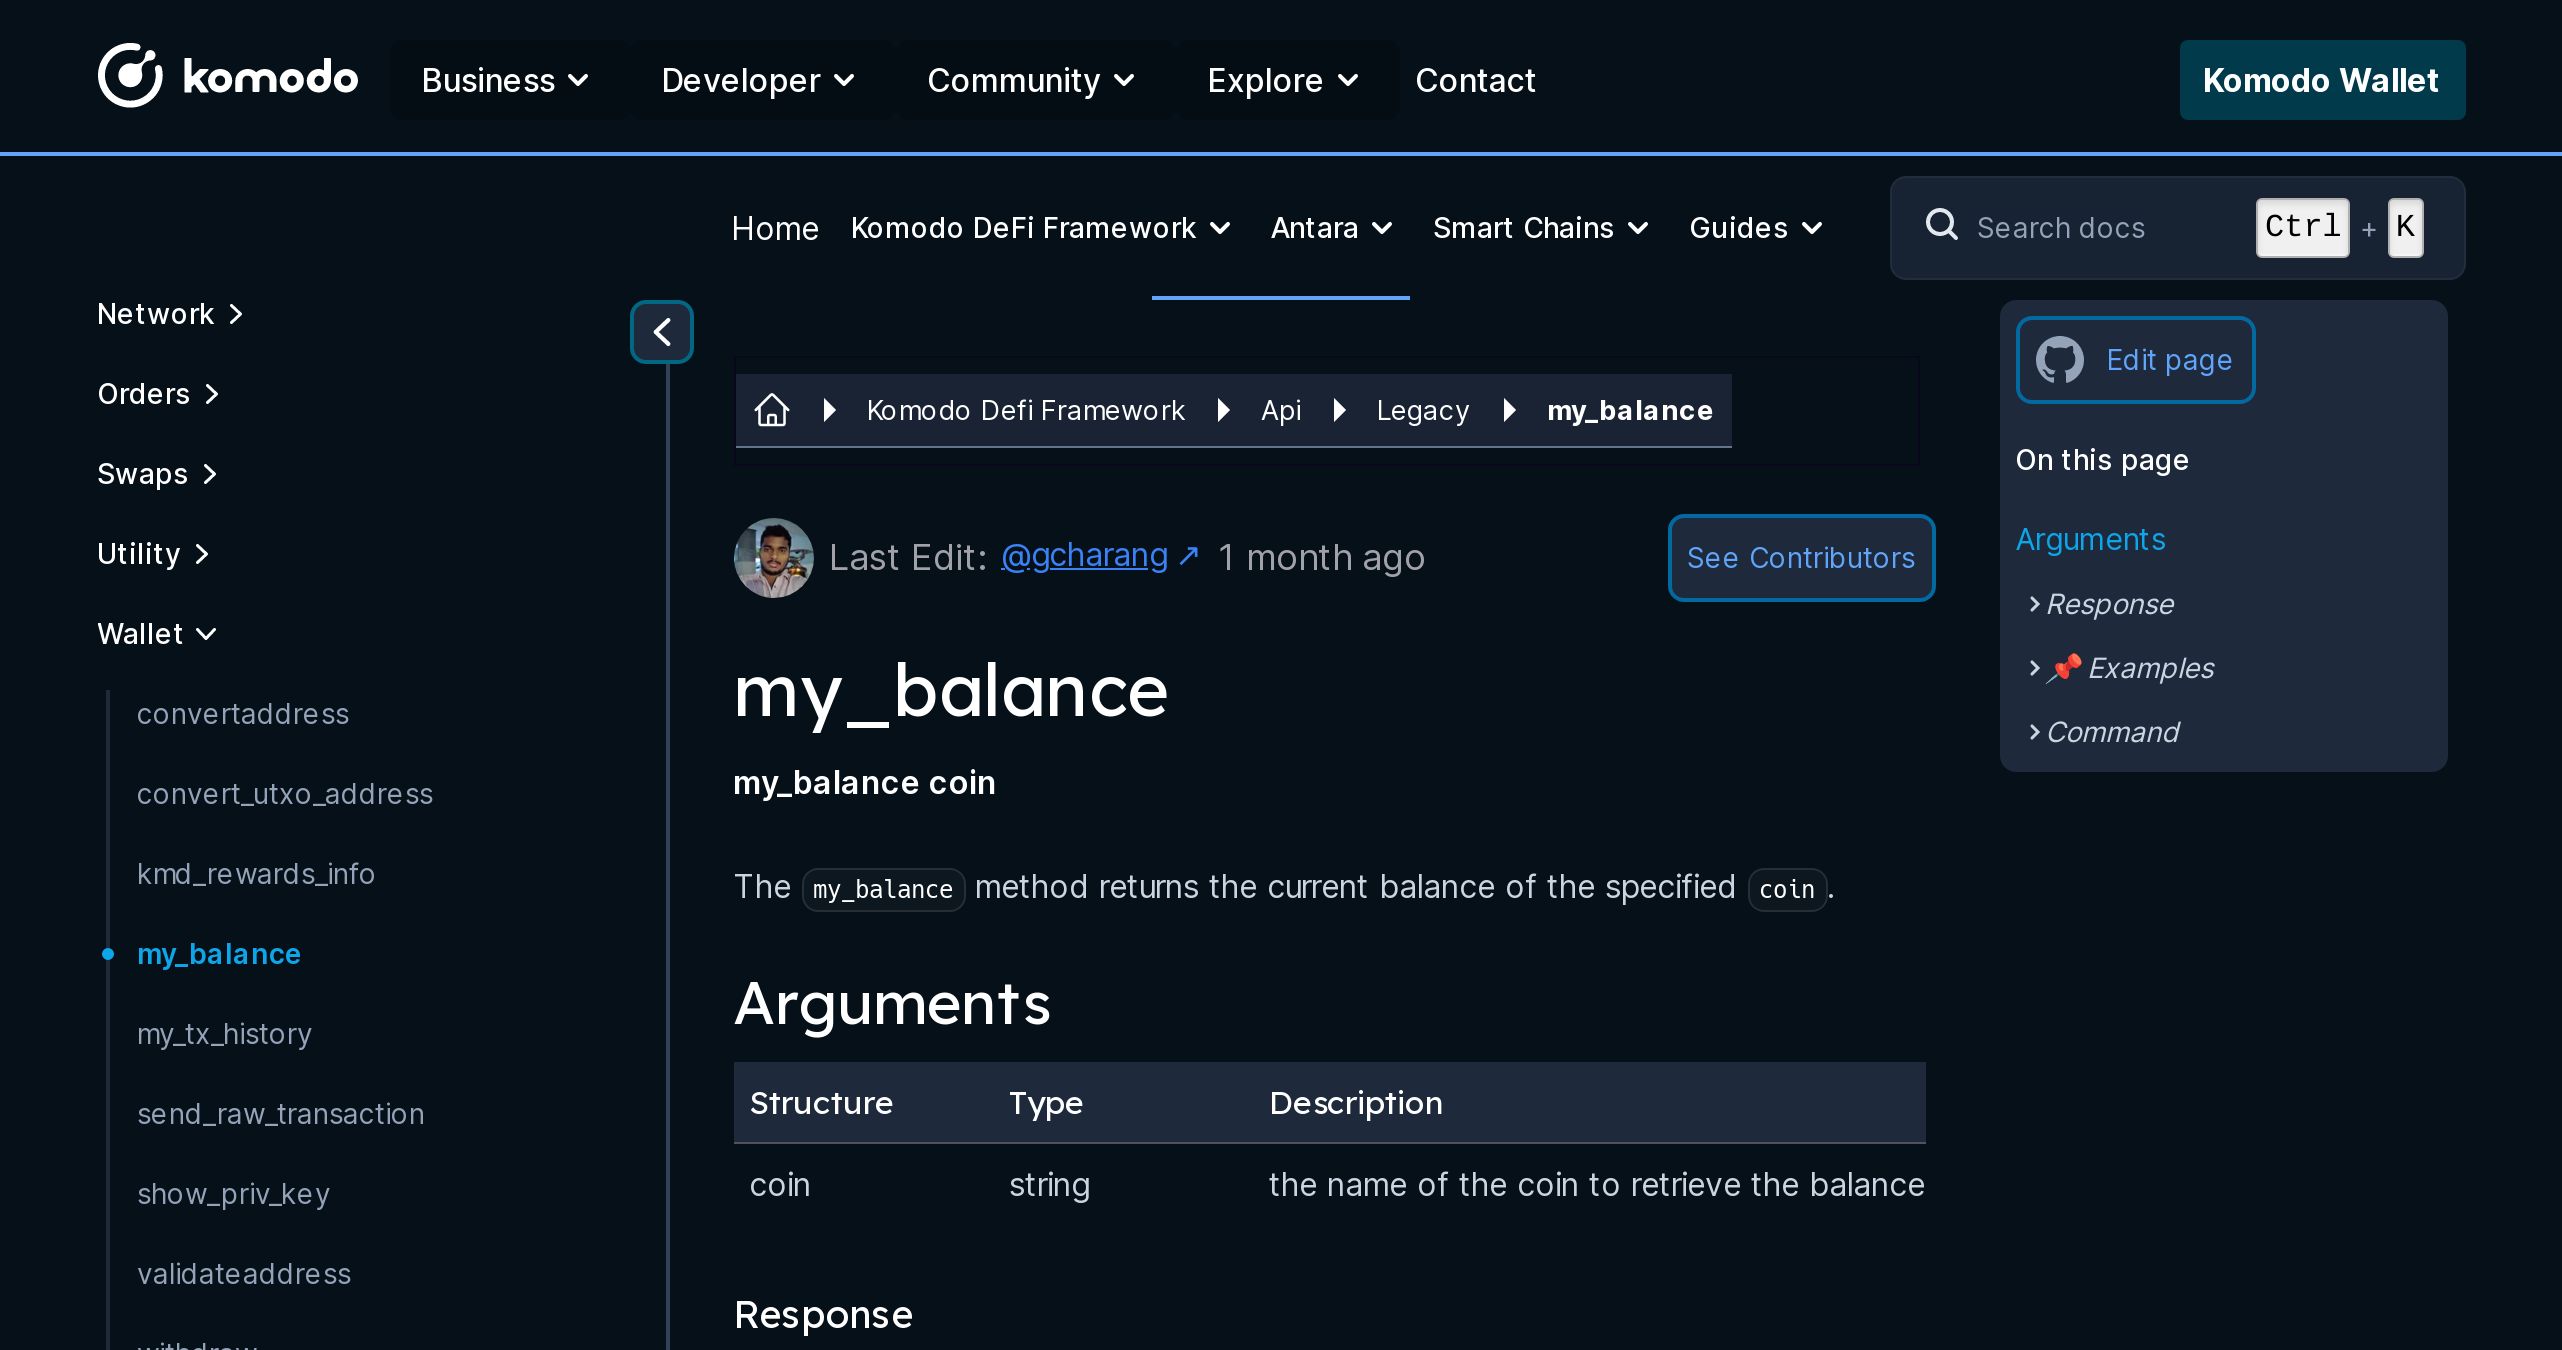 komodo Business Developer Community Explore Contact Komodo Wallet
Home Komodo DeFi Framework Antara Smart Chains Guides Search docs Ctrl + K
Network
Orders
Swaps
Utility
Wallet
convertaddress
convert_utxo_address
kmd_rewards_info
my_balance
my_tx_history
send_raw_transaction
show_priv_key
validateaddress
Komodo Defi Framework Api Legacy my_balance
Last Edit: @gcharang ↗ 1 month ago See Contributors
my_balance
my_balance coin
The my_balance method returns the current balance of the specified coin.
Arguments
Structure Type Description
coin string the name of the coin to retrieve the balance
Response
Edit page
On this page
Arguments
Response
📌 Examples
Command